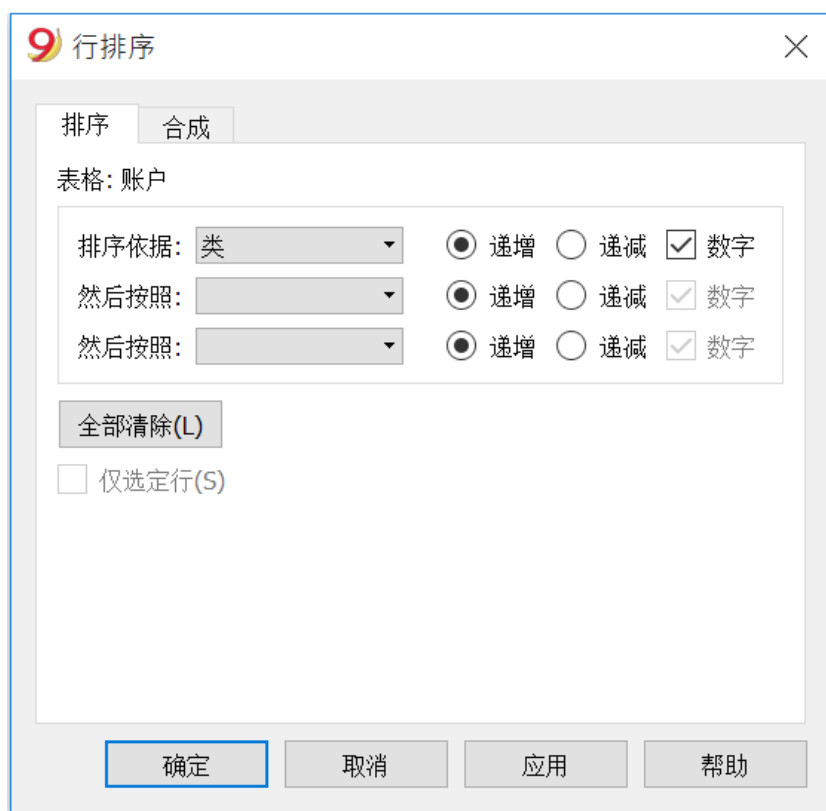 9 行排序
排序 合成
表格: 账户
排序依据: 类 递增 递减 数字
然后按照: 递增 递减 数字
然后按照: 递增 递减 数字
全部清除(L)
仅选定行(S)
确定 取消 应用 帮助